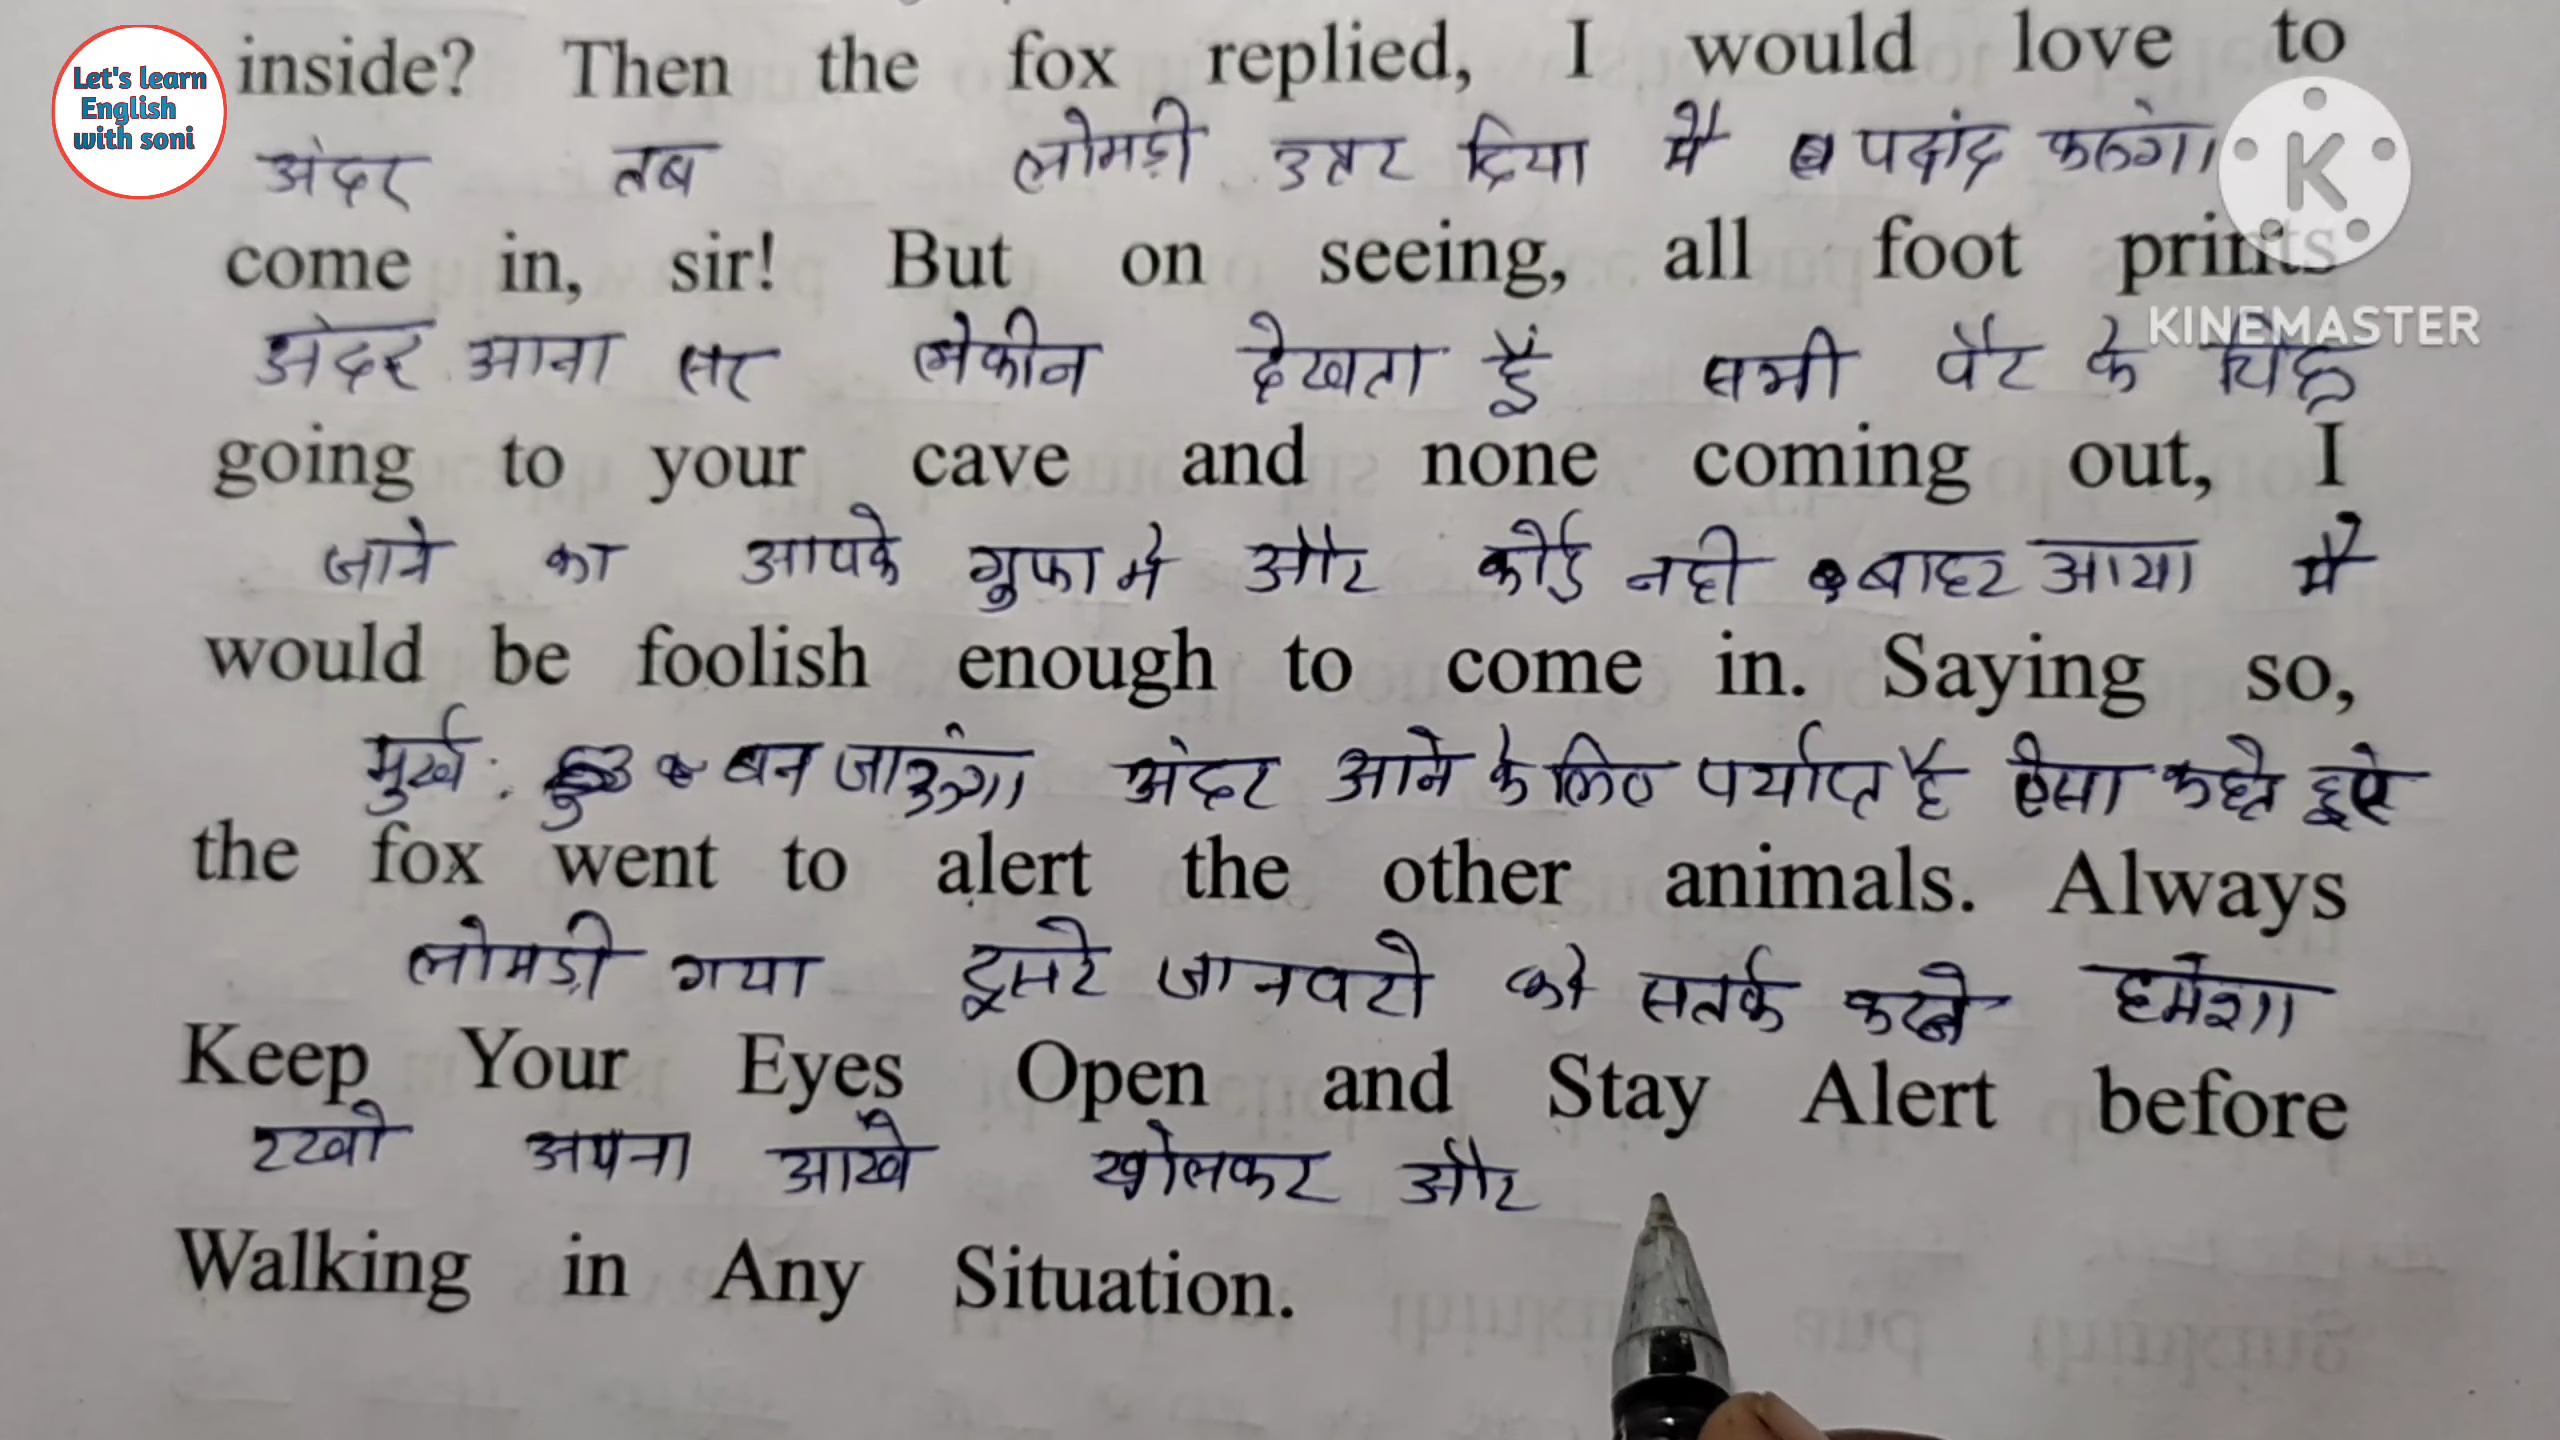 Let's learn
English
with soni
inside? Then the fox replied, I would love to
अंदर तब लोमड़ी उत्तर दिया मै पसंद करुंगा
come in, sir! But on seeing, all foot prints
अंदर आना सर लेकीन देखता हुँ सभी पैर के चिह्न
KINEMASTER
going to your cave and none coming out, I
जाने का आपके गुफा मे और कोई नही बाहर आया मै
would be foolish enough to come in. Saying so,
मुर्ख बन जाऊंगा अंदर आने के लिए पर्याप्त है ऐसा कहते हुए
the fox went to alert the other animals. Always
लोमड़ी गया दूसरे जानवरो को सतर्क करने हमेशा
Keep Your Eyes Open and Stay Alert before
रखो अपना आखे खोलकर और
Walking in Any Situation.